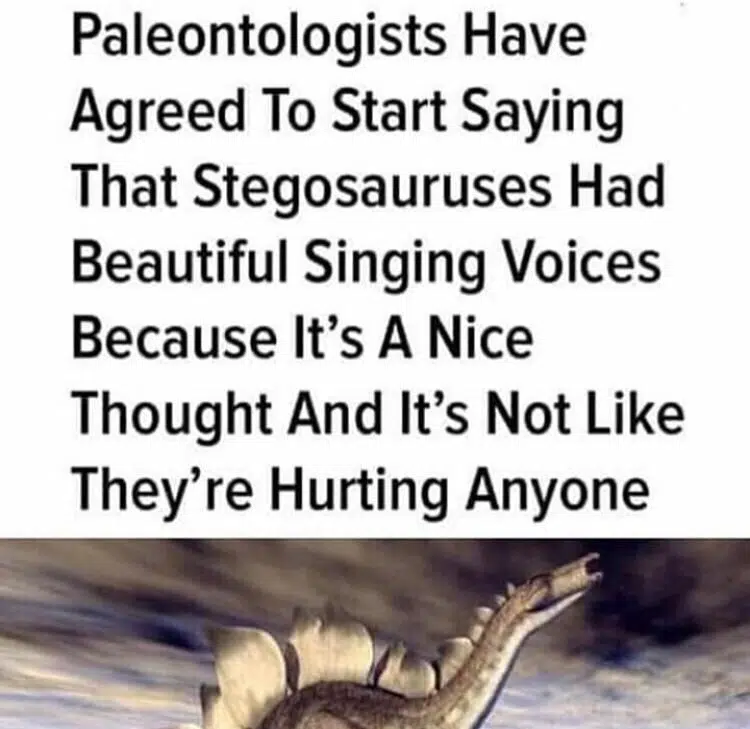 Paleontologists Have
Agreed To Start Saying
That Stegosauruses Had
Beautiful Singing Voices
Because It’s A Nice
Thought And It’s Not Like
They’re Hurting Anyone